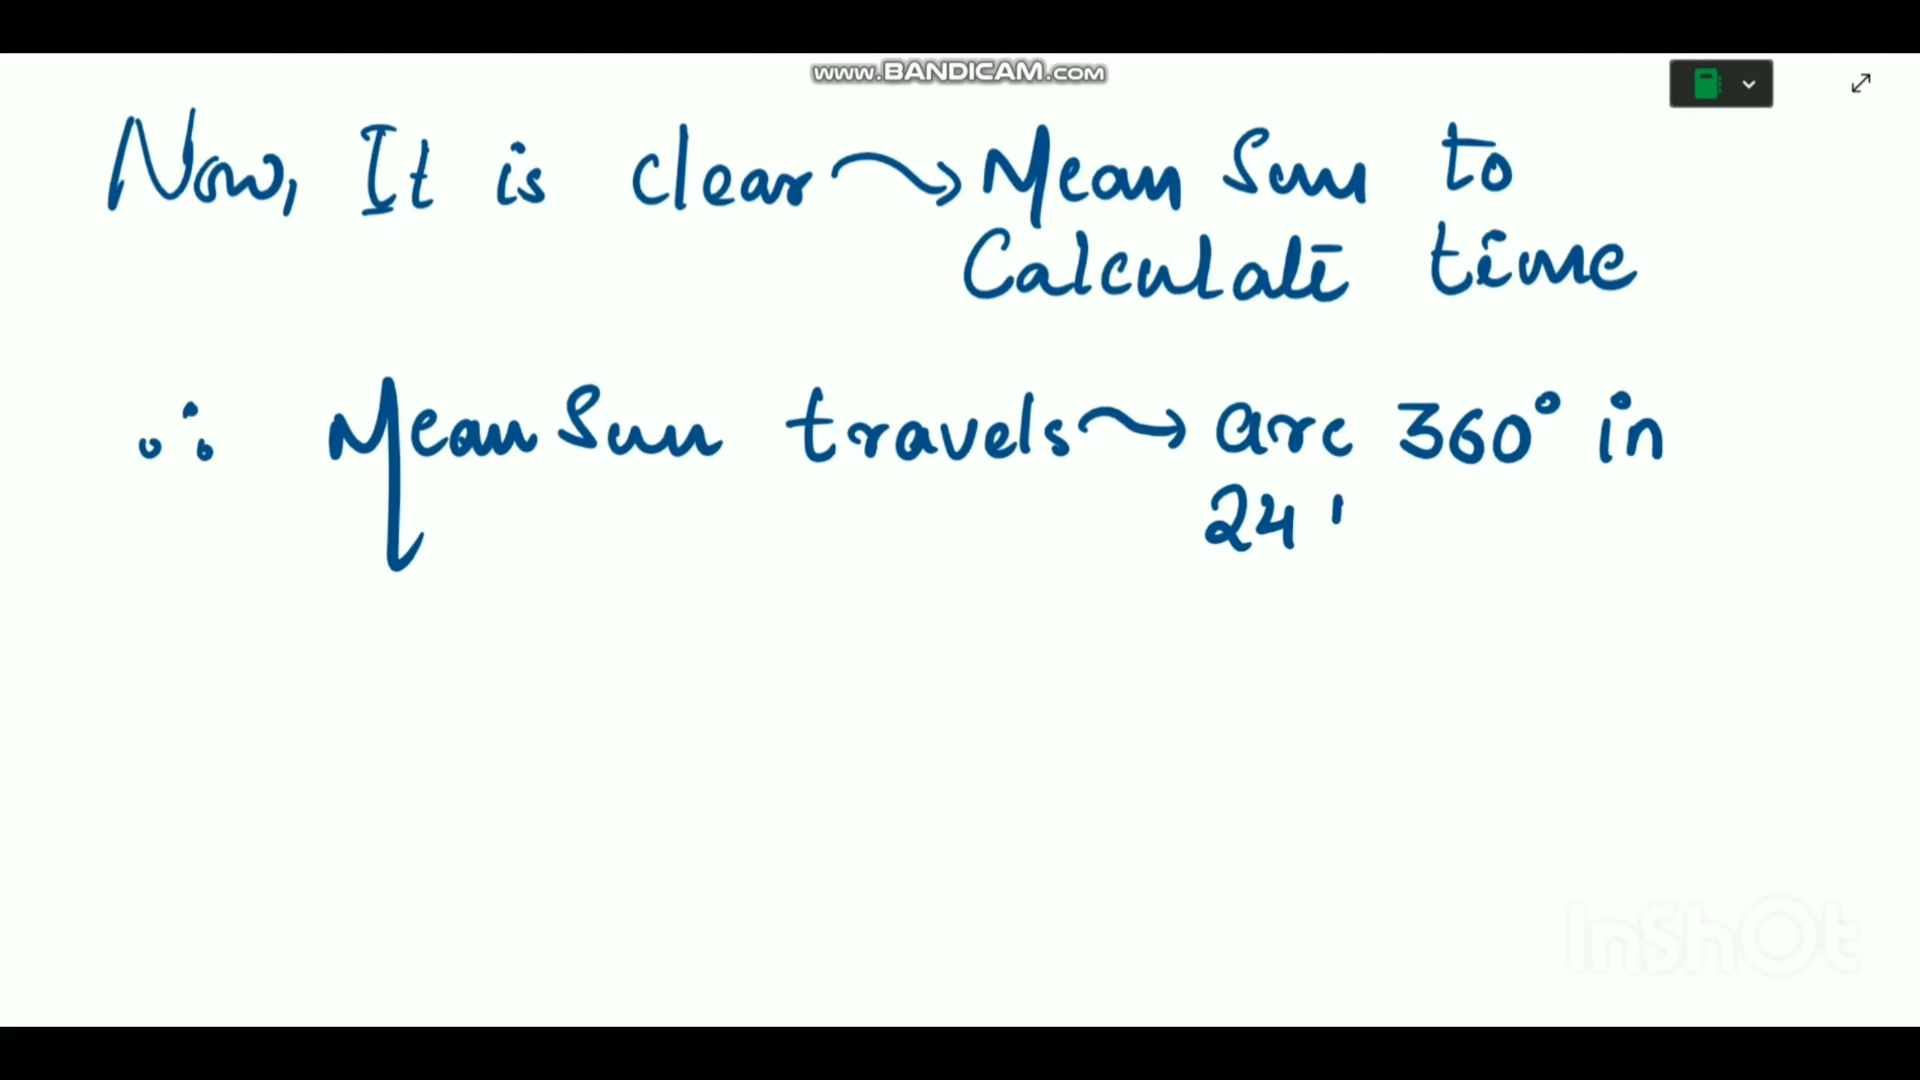 www.BANDICAM.com
Now, It is clear → Mean Sun to
Calculate time
∴ Mean Sun travels → arc 360° in
24 '
InShOt